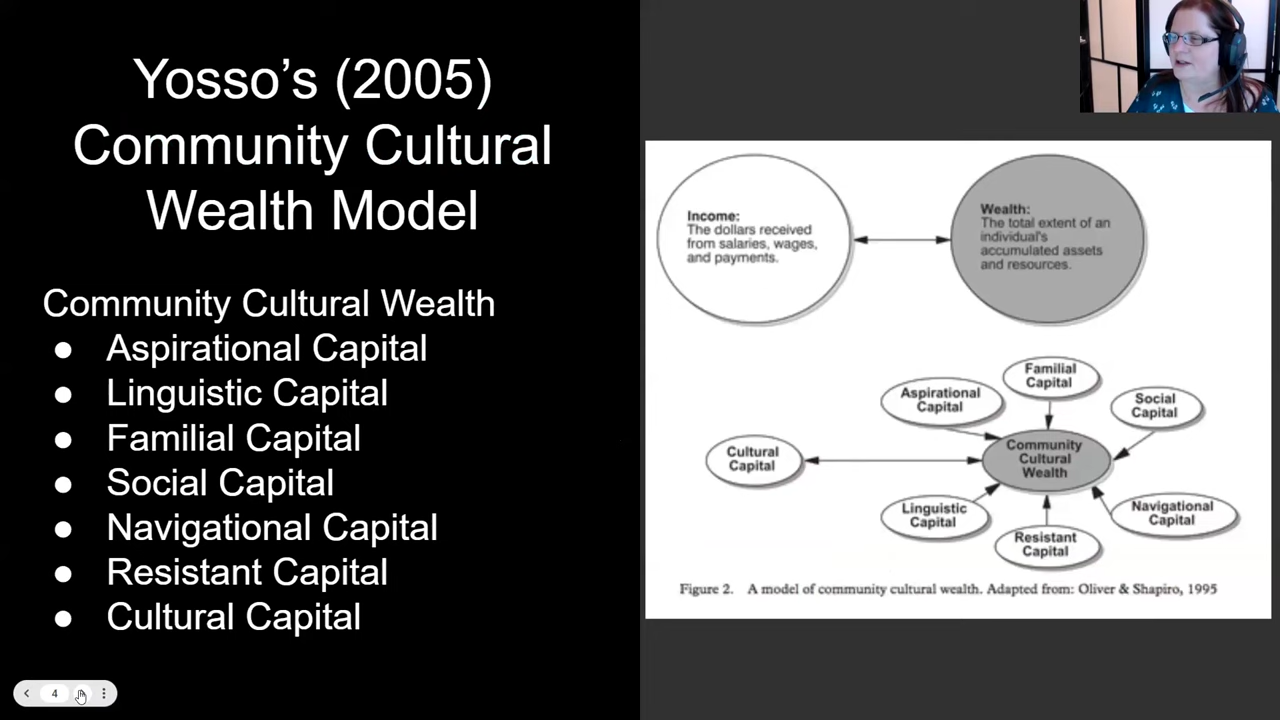 Yosso’s (2005)
Community Cultural
Wealth Model
Community Cultural Wealth
● Aspirational Capital
● Linguistic Capital
● Familial Capital
● Social Capital
● Navigational Capital
● Resistant Capital
● Cultural Capital
4
Income:
The dollars received
from salaries, wages,
and payments.
Wealth:
The total extent of an
individual's
accumulated assets
and resources.
Familial
Capital
Aspirational
Capital
Social
Capital
Cultural
Capital
Community
Cultural
Wealth
Linguistic
Capital
Navigational
Capital
Resistant
Capital
Figure 2. A model of community cultural wealth. Adapted from: Oliver & Shapiro, 1995